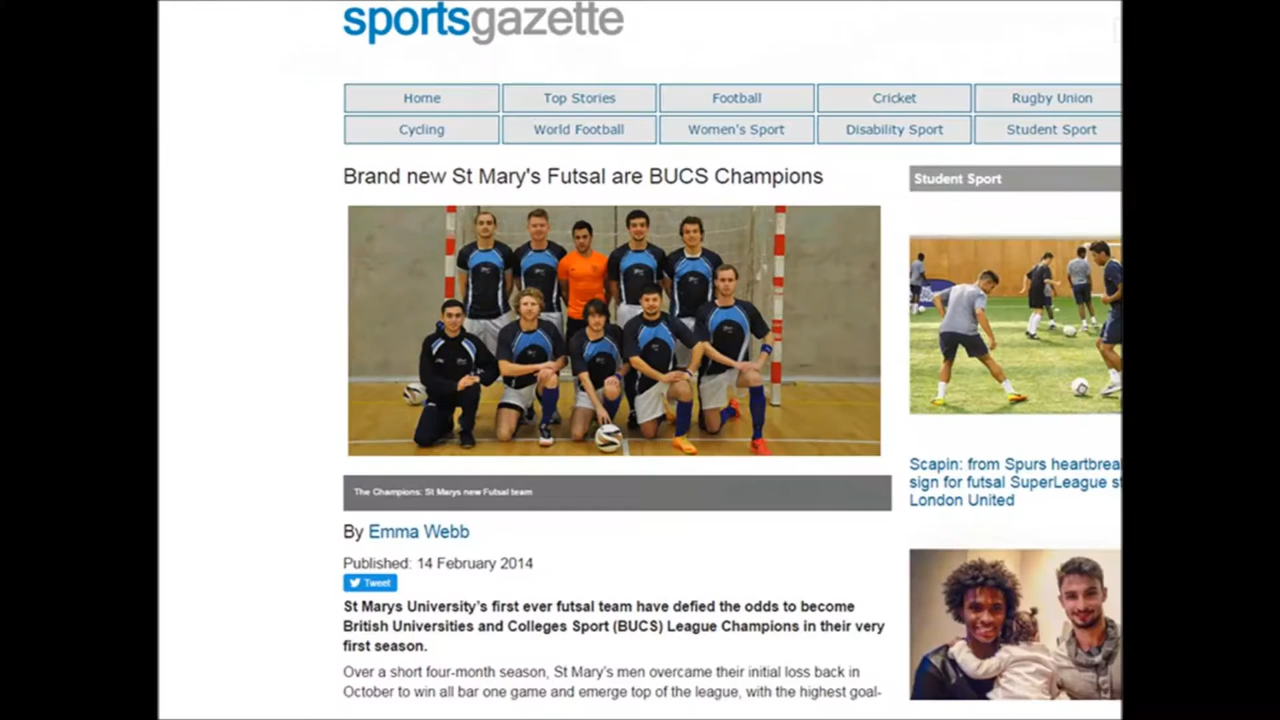 sportsgazette
Home
Top Stories
Football
Cricket
Rugby Union
Cycling
World Football
Women's Sport
Disability Sport
Student Sport
Brand new St Mary's Futsal are BUCS Champions
The Champions: St Marys new Futsal team
By Emma Webb
Published: 14 February 2014
Tweet
St Marys University's first ever futsal team have defied the odds to become
British Universities and Colleges Sport (BUCS) League Champions in their very
first season.
Over a short four-month season, St Mary's men overcame their initial loss back in
October to win all bar one game and emerge top of the league, with the highest goal-
Student Sport
Scapin: from Spurs heartbrea
sign for futsal SuperLeague s
London United